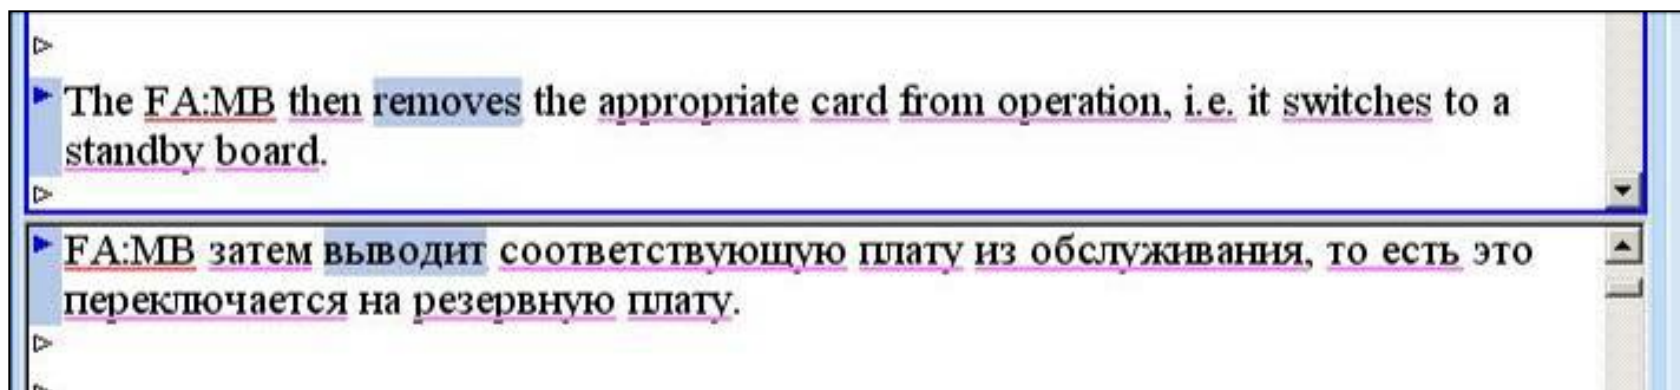 The FA:MB then removes the appropriate card from operation, i.e. it switches to a
standby board.
FA:MB затем выводит соответствующую плату из обслуживания, то есть это
переключается на резервную плату.